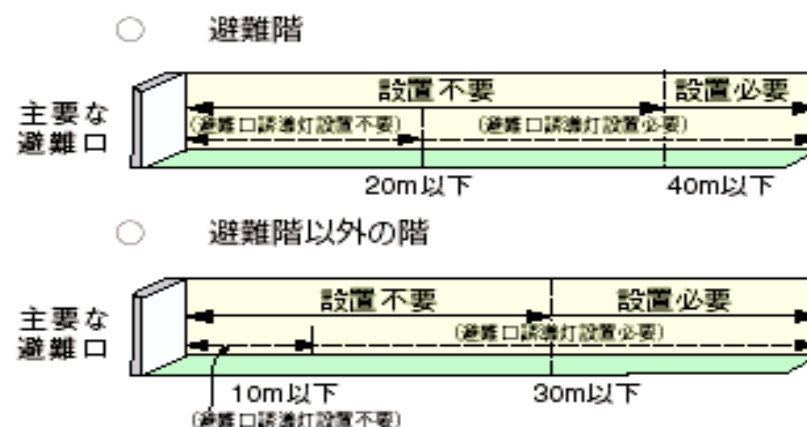 ○ 避難階
設置不要 設置必要
主要な
避難口
(避難口誘導灯設置不要) (避難口誘導灯設置必要)
20m以下 40m以下
○ 避難階以外の階
設置不要 設置必要
主要な
避難口
(避難口誘導灯設置必要)
10m以下 30m以下
(避難口誘導灯設置不要)